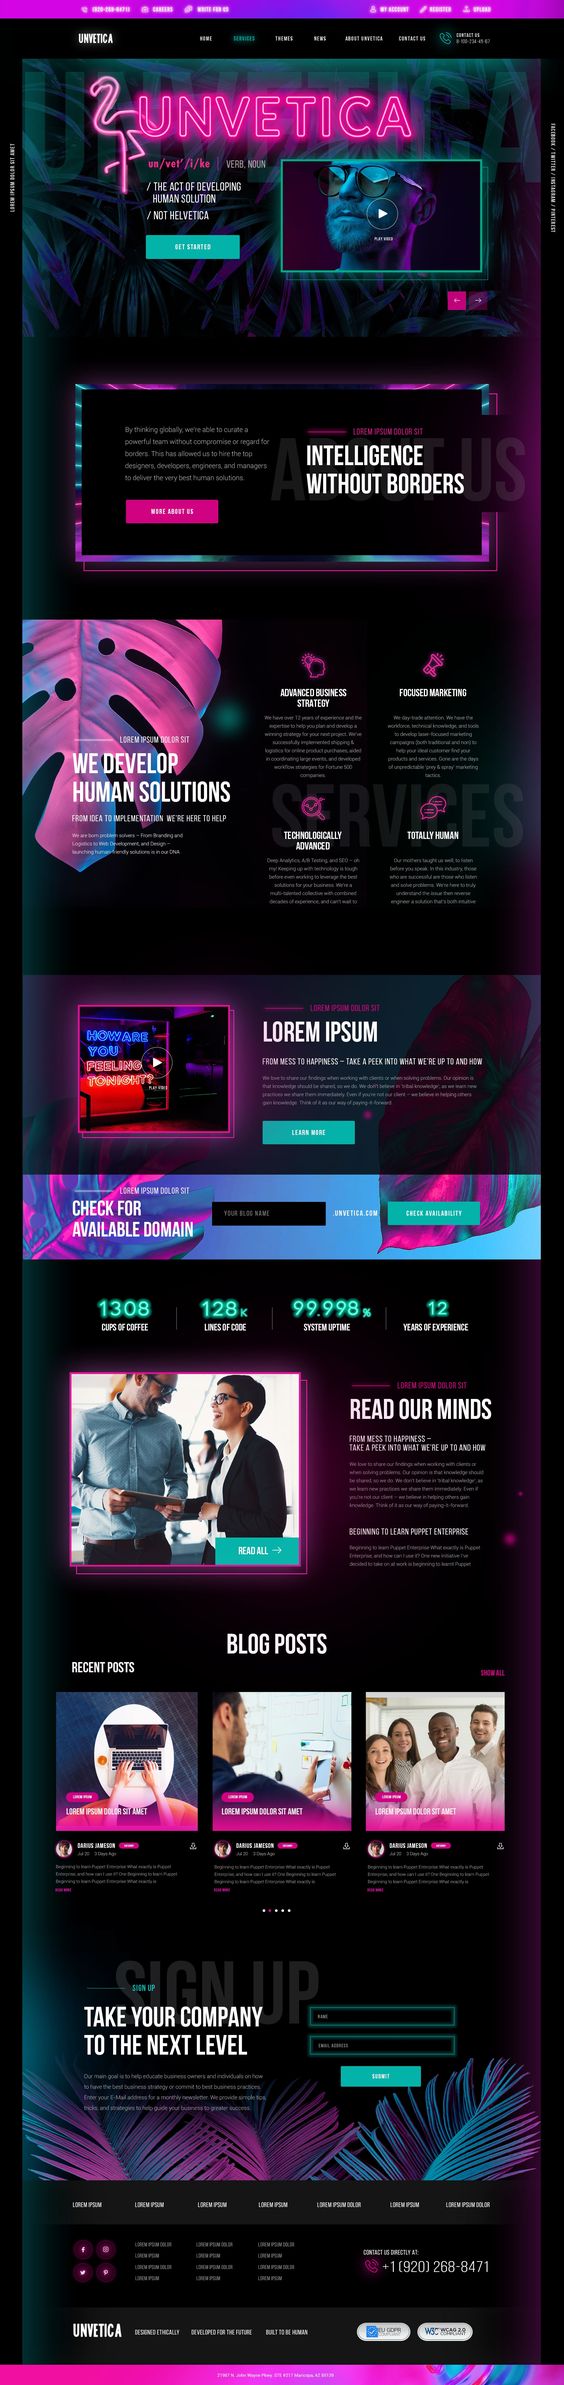 (920)-268-8471
CAREERS
WRITE FOR US
MY ACCOUNT
REGISTER
UPLOAD
UNVETICA
HOME
SERVICES
THEMES
NEWS
ABOUT UNVETICA
CONTACT US
CONTACT US
8-100-234-45-67
LOREM IPSUM DOLOR SIT AMET
FACEBOOK / TWITTER / INSTAGRAM / PINTEREST
UNVETICA
UNVETICA
un/vet'/i/ke
VERB, NOUN
/ THE ACT OF DEVELOPING
HUMAN SOLUTION
/ NOT HELVETICA
GET STARTED
PLAY VIDEO
By thinking globally, we're able to curate a
powerful team without compromise or regard for
borders. This has allowed us to hire the top
designers, developers, engineers, and managers
to deliver the very best human solutions.
MORE ABOUT US
ABOUT US
LOREM IPSUM DOLOR SIT
INTELLIGENCE
WITHOUT BORDERS
LOREM IPSUM DOLOR SIT
WE DEVELOP
HUMAN SOLUTIONS
FROM IDEA TO IMPLEMENTATION WE'RE HERE TO HELP
We are born problem solvers – From Branding and
Logistics to Web Development, and Design –
launching human-friendly solutions is in our DNA
SERVICES
ADVANCED BUSINESS
STRATEGY
We have over 12 years of experience and the
expertise to help you plan and develop a
winning strategy for your next project. We've
successfully implemented shipping &
logistics for online product purchases, aided
in coordinating large events, and developed
workflow strategies for Fortune 500
companies.
FOCUSED MARKETING
We day-trade attention. We have the
workforce, technical knowledge, and tools
to develop laser-focused marketing
campaigns (both traditional and non) to
help your ideal customer find your
products and services. Gone are the days
of unpredictable 'prey & spray' marketing
tactics.
TECHNOLOGICALLY
ADVANCED
Deep Analytics, A/B Testing, and SEO – oh
my! Keeping up with technology is tough
before even working to leverage the best
solutions for your business. We're a
multi-talented collective with combined
decades of experience, and can't wait to
TOTALLY HUMAN
Our mothers taught us well, to listen
before you speak. In this industry, those
who are successful are those who listen
and solve problems. We're here to truly
understand the issue then reverse
engineer a solution that's both intuitive
HOW ARE
YOU
FEELING
TONIGHT?
PLAY VIDEO
LOREM IPSUM DOLOR SIT
LOREM IPSUM
FROM MESS TO HAPPINESS – TAKE A PEEK INTO WHAT WE'RE UP TO AND HOW
We love to share our findings when working with clients or when solving problems. Our opinion is
that knowledge should be shared, so we do. We don't believe in 'tribal knowledge', as we learn new
practices we share them immediately. Even if you're not our client – we believe in helping others
gain knowledge. Think of it as our way of paying-it-forward.
LEARN MORE
LOREM IPSUM DOLOR SIT
CHECK FOR
AVAILABLE DOMAIN
YOUR BLOG NAME
.UNVETICA.COM
CHECK AVAILABILITY
1308
CUPS OF COFFEE
128 K
LINES OF CODE
99.998 %
SYSTEM UPTIME
12
YEARS OF EXPERIENCE
READ ALL
LOREM IPSUM DOLOR SIT
READ OUR MINDS
FROM MESS TO HAPPINESS –
TAKE A PEEK INTO WHAT WE'RE UP TO AND HOW
We love to share our findings when working with clients or
when solving problems. Our opinion is that knowledge should
be shared, so we do. We don't believe in 'tribal knowledge', as
we learn new practices we share them immediately. Even if
you're not our client – we believe in helping others gain
knowledge. Think of it as our way of paying-it-forward.
BEGINNING TO LEARN PUPPET ENTERPRISE
Beginning to learn Puppet Enterprise What exactly is Puppet
Enterprise, and how can I use it? One new initiative I've
decided to take on at work is beginning to learnt Puppet
BLOG POSTS
RECENT POSTS
SHOW ALL
LOREM IPSUM
LOREM IPSUM DOLOR SIT AMET
DARIUS JAMESON
Jul 20 3 Days Ago
Beginning to learn Puppet Enterprise What exactly is Puppet
Enterprise, and how can I use it? One Beginning to learn Puppet
Beginning to learn Puppet Enterprise What exactly is
READ MORE
LOREM IPSUM
LOREM IPSUM DOLOR SIT AMET
DARIUS JAMESON
Jul 20 3 Days Ago
Beginning to learn Puppet Enterprise What exactly is Puppet
Enterprise, and how can I use it? One Beginning to learn Puppet
Beginning to learn Puppet Enterprise What exactly is
READ MORE
LOREM IPSUM
LOREM IPSUM DOLOR SIT AMET
DARIUS JAMESON
Jul 20 3 Days Ago
Beginning to learn Puppet Enterprise What exactly is Puppet
Enterprise, and how can I use it? One Beginning to learn Puppet
Beginning to learn Puppet Enterprise What exactly is
READ MORE
SIGN UP
SIGN UP
TAKE YOUR COMPANY
TO THE NEXT LEVEL
Our main goal is to help educate business owners and individuals on how
to have the best business strategy or commit to best business practices.
Enter your E-Mail address for a monthly newsletter. We provide simple tips,
tricks, and strategies to help guide your business to greater success.
NAME
EMAIL ADDRESS
SUBMIT
LOREM IPSUM
LOREM IPSUM
LOREM IPSUM
LOREM IPSUM
LOREM IPSUM DOLOR
LOREM IPSUM
LOREM IPSUM DOLOR
LOREM IPSUM DOLOR
LOREM IPSUM
LOREM IPSUM DOLOR
LOREM IPSUM
LOREM IPSUM DOLOR
LOREM IPSUM
LOREM IPSUM DOLOR
LOREM IPSUM
LOREM IPSUM DOLOR
LOREM IPSUM
LOREM IPSUM DOLOR
LOREM IPSUM
CONTACT US DIRECTLY AT:
+1(920) 268-8471
UNVETICA
DESIGNED ETHICALLY
DEVELOPED FOR THE FUTURE
BUILT TO BE HUMAN
EU GDPR
COMPLIANT
W3C WCAG 2.0
COMPLIANT
21967 N. John Wayne Pkwy. STE #217 Maricopa, AZ 85139